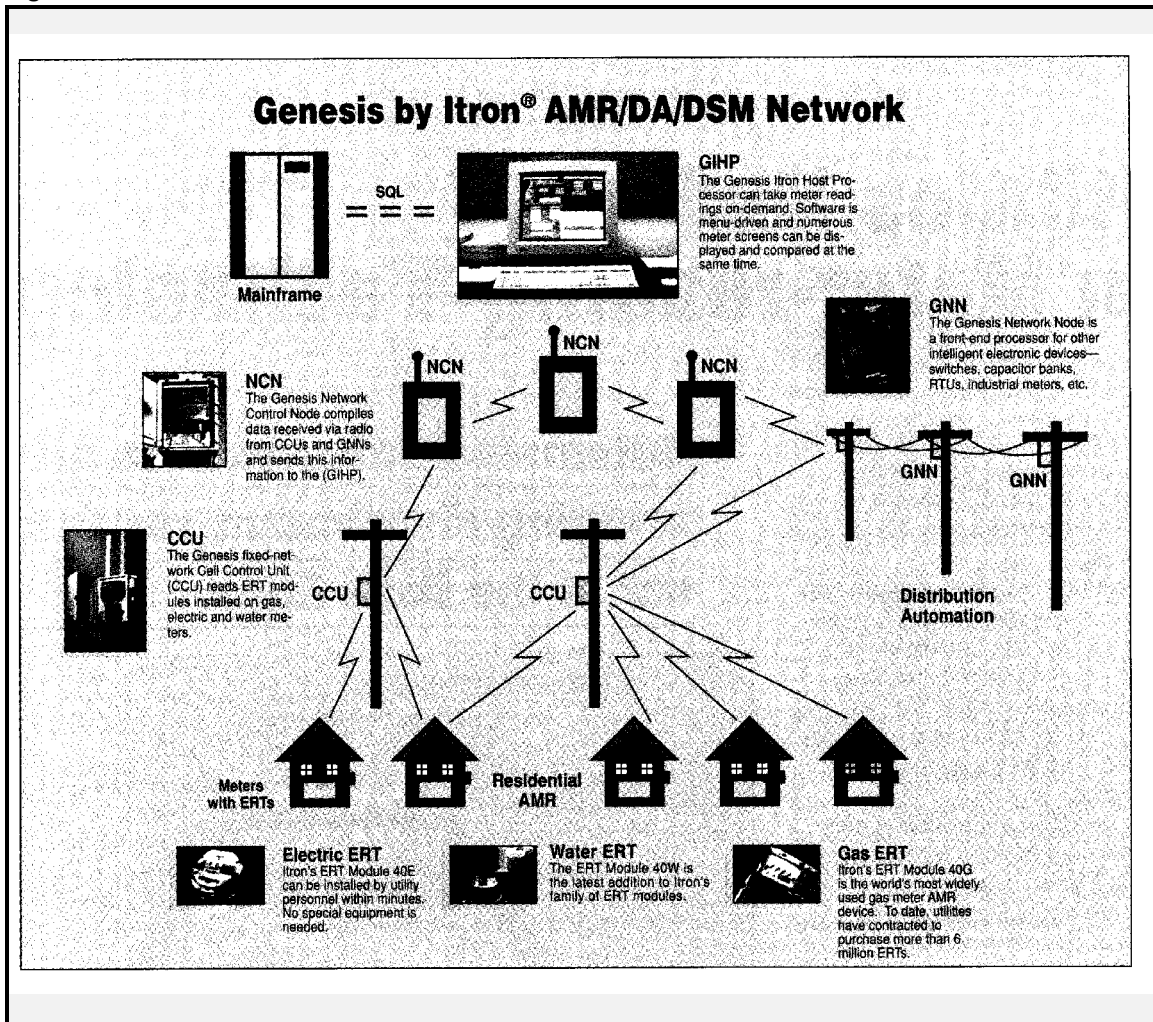 Genesis by Itron® AMR/DA/DSM Network
SQL
Mainframe
GIHP
The Genesis Itron Host Pro-
cessor can take meter read-
ings on-demand. Software is
menu-driven and numerous
meter screens can be dis-
played and compared at the
same time.
GNN
The Genesis Network Node is
a front-end processor for other
intelligent electronic devices—
switches, capacitor banks,
RTUs, industrial meters, etc.
NCN
NCN
NCN
NCN
The Genesis Network
Control Node compiles
data received via radio
from CCUs and GNNs
and sends this infor-
mation to the (GIHP).
GNN
GNN
CCU
The Genesis fixed-net-
work Cell Control Unit
(CCU) reads ERT mod-
ules installed on gas,
electric and water me-
ters.
CCU
CCU
Distribution
Automation
Meters
with ERTs
Residential
AMR
Electric ERT
Itron's ERT Module 40E
can be installed by utility
personnel within minutes.
No special equipment is
needed.
Water ERT
The ERT Module 40W is
the latest addition to Itron's
family of ERT modules.
Gas ERT
Itron's ERT Module 40G
is the world's most widely
used gas meter AMR
device. To date, utilities
have contracted to
purchase more than 6
million ERTs.